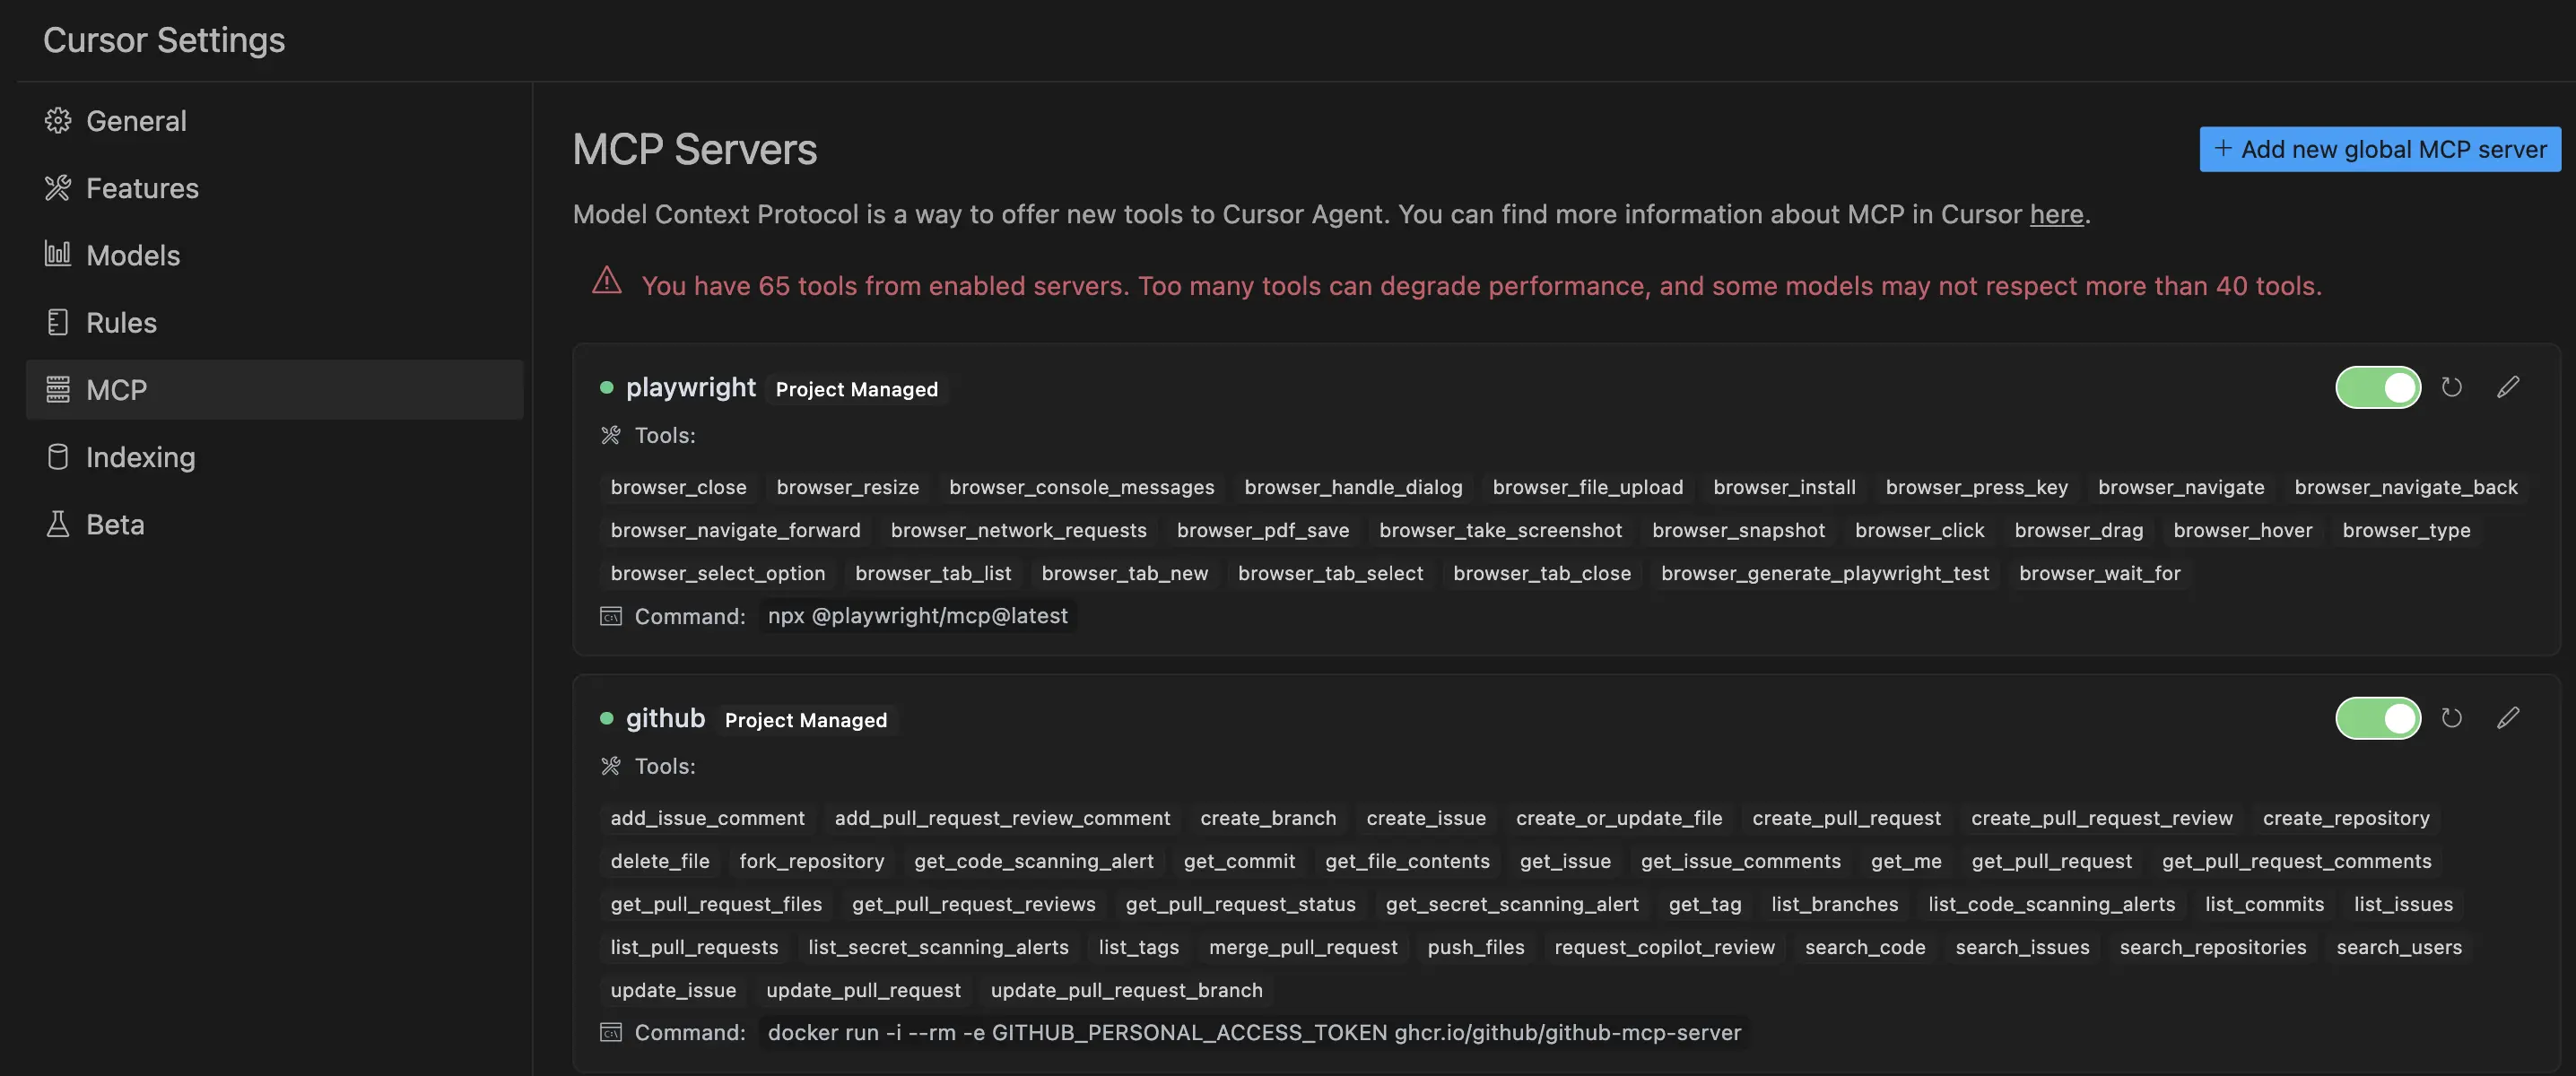 Cursor Settings
General
Features
Models
Rules
MCP
Indexing
Beta
MCP Servers
+ Add new global MCP server
Model Context Protocol is a way to offer new tools to Cursor Agent. You can find more information about MCP in Cursor here.
You have 65 tools from enabled servers. Too many tools can degrade performance, and some models may not respect more than 40 tools.
playwright Project Managed
Tools:
browser_close browser_resize browser_console_messages browser_handle_dialog browser_file_upload browser_install browser_press_key browser_navigate browser_navigate_back
browser_navigate_forward browser_network_requests browser_pdf_save browser_take_screenshot browser_snapshot browser_click browser_drag browser_hover browser_type
browser_select_option browser_tab_list browser_tab_new browser_tab_select browser_tab_close browser_generate_playwright_test browser_wait_for
Command: npx @playwright/mcp@latest
github Project Managed
Tools:
add_issue_comment add_pull_request_review_comment create_branch create_issue create_or_update_file create_pull_request create_pull_request_review create_repository
delete_file fork_repository get_code_scanning_alert get_commit get_file_contents get_issue get_issue_comments get_me get_pull_request get_pull_request_comments
get_pull_request_files get_pull_request_reviews get_pull_request_status get_secret_scanning_alert get_tag list_branches list_code_scanning_alerts list_commits list_issues
list_pull_requests list_secret_scanning_alerts list_tags merge_pull_request push_files request_copilot_review search_code search_issues search_repositories search_users
update_issue update_pull_request update_pull_request_branch
Command: docker run -i --rm -e GITHUB_PERSONAL_ACCESS_TOKEN ghcr.io/github/github-mcp-server